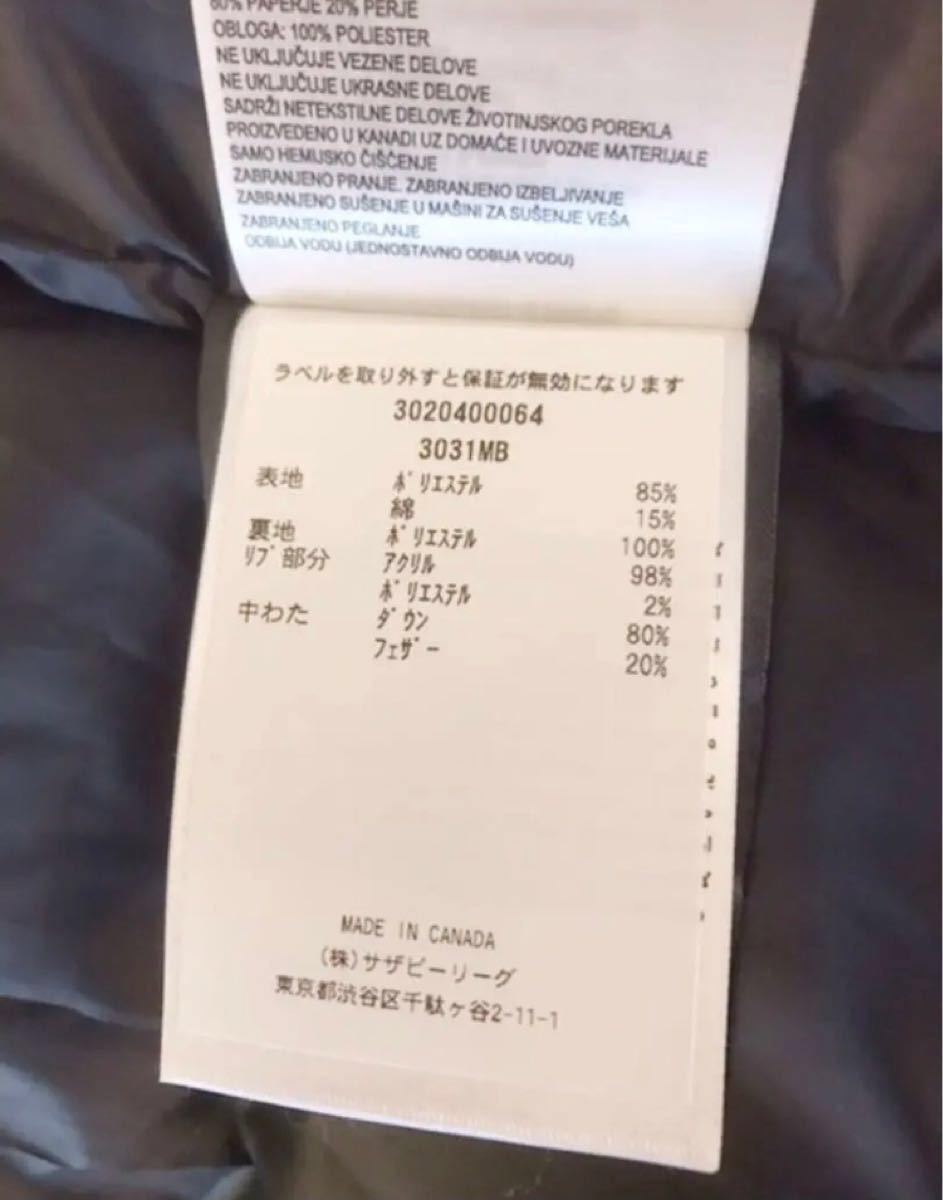 80% PAPERJE 20% PERJE
OBLOGA: 100% POLIESTER
NE UKLJUČUJE VEZENE DELOVE
NE UKLJUČUJE UKRASNE DELOVE
SADRŽI NETEKSTILNE DELOVE ŽIVOTINJSKOG POREKLA
PROIZVEDENO U KANADI UZ DOMAĆE I UVOZNE MATERIJALE
SAMO HEMIJSKO ČIŠĆENJE
ZABRANJENO PRANJE. ZABRANJENO IZBELJIVANJE
ZABRANJENO SUŠENJE U MAŠINI ZA SUŠENJE VEŠA
ZABRANJENO PEGLANJE
ODBIJA VODU (JEDNOSTAVNO ODBIJA VODU)
ラベルを取り外すと保証が無効になります
3020400064
3031MB
表地 ﾎﾟﾘｴｽﾃﾙ 85%
綿 15%
裏地 ﾎﾟﾘｴｽﾃﾙ 100%
ﾘﾌﾞ部分 ｱｸﾘﾙ 98%
ﾎﾟﾘｴｽﾃﾙ 2%
中わた ﾀﾞｳﾝ 80%
ﾌｪｻﾞｰ 20%
MADE IN CANADA
(株)サザビーリーグ
東京都渋谷区千駄ヶ谷2-11-1